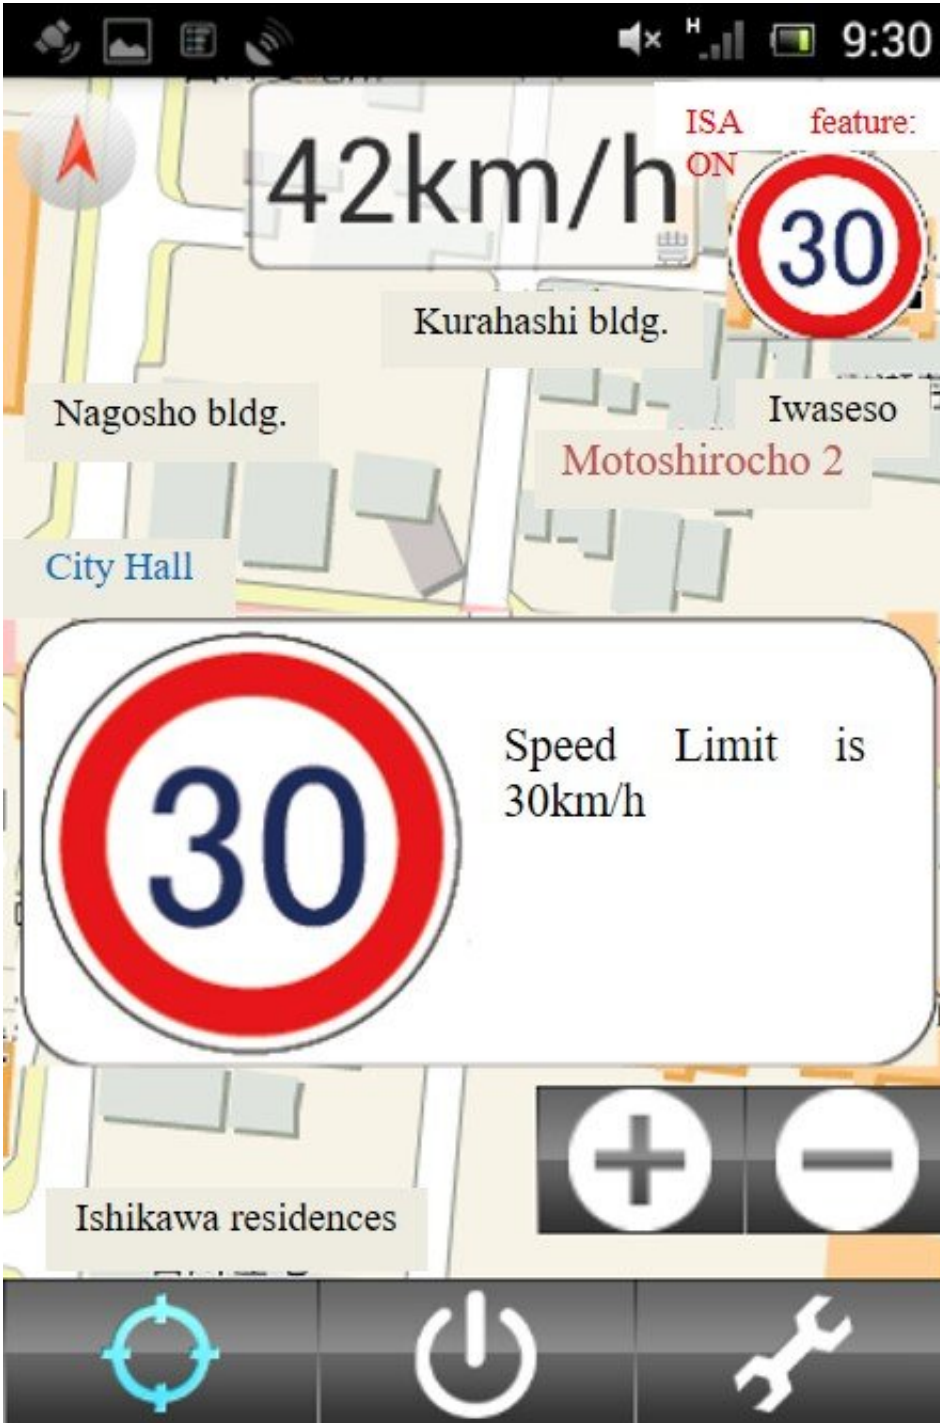 H 9:30
ISA feature:
ON
42km/h
30
Kurahashi bldg.
Nagosho bldg.
Iwaseso
Motoshirocho 2
City Hall
30
Speed Limit is
30km/h
Ishikawa residences